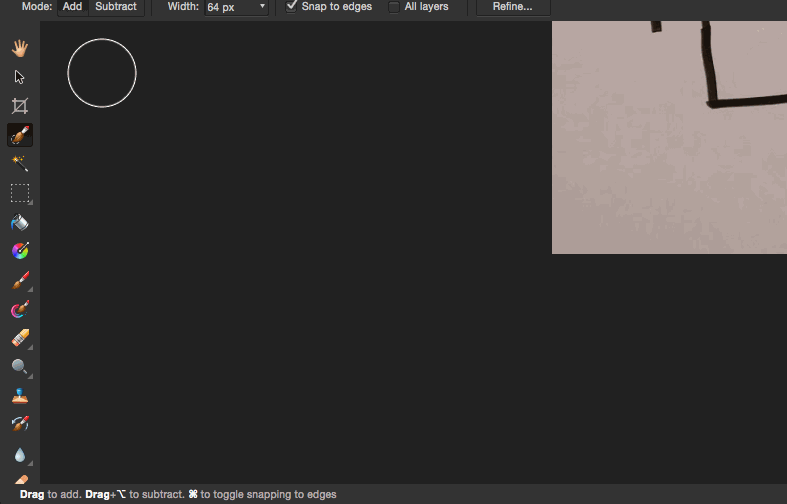 Mode: Add Subtract Width: 64 px Snap to edges All layers Refine...
Drag to add. Drag+⌥ to subtract. ⌘ to toggle snapping to edges